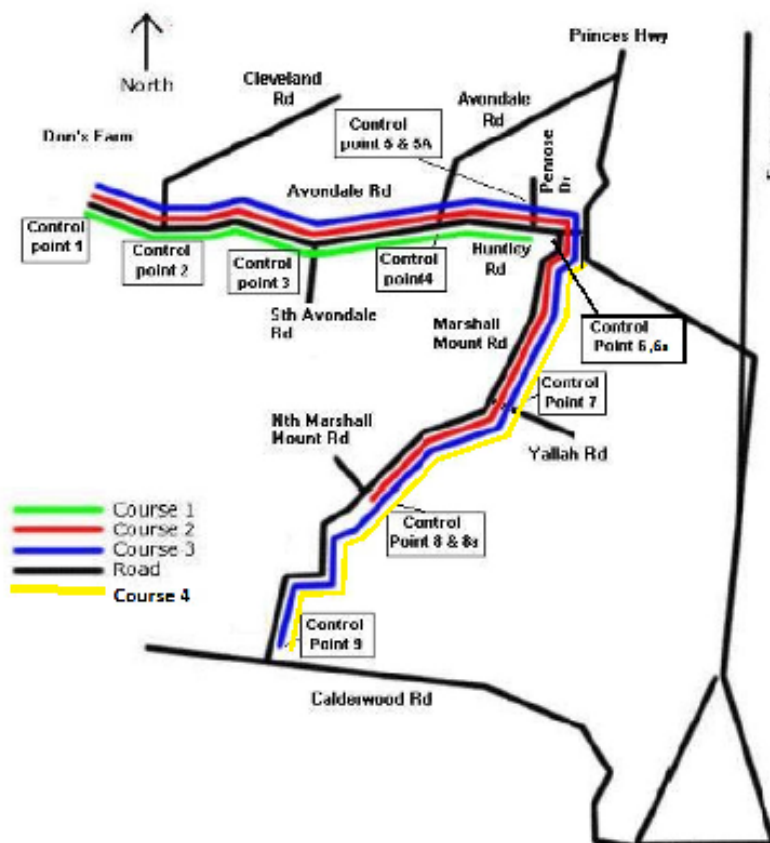 Princes Hwy
North
Cleveland
Rd
Avondale
Rd
Control
point 5 & 5A
Penrose
Dr
Avondale Rd
Control
point 1
Control
point 2
Control
point 3
Control
point4
Huntley
Rd
Sth Avondale
Rd
Marshall
Mount Rd
Control
Point 6,6a
Control
Point 7
Nth Marshall
Mount Rd
Yallah Rd
Course 1
Course 2
Course 3
Road
Course 4
Control
Point 8 & 8a
Control
Point 9
Calderwood Rd